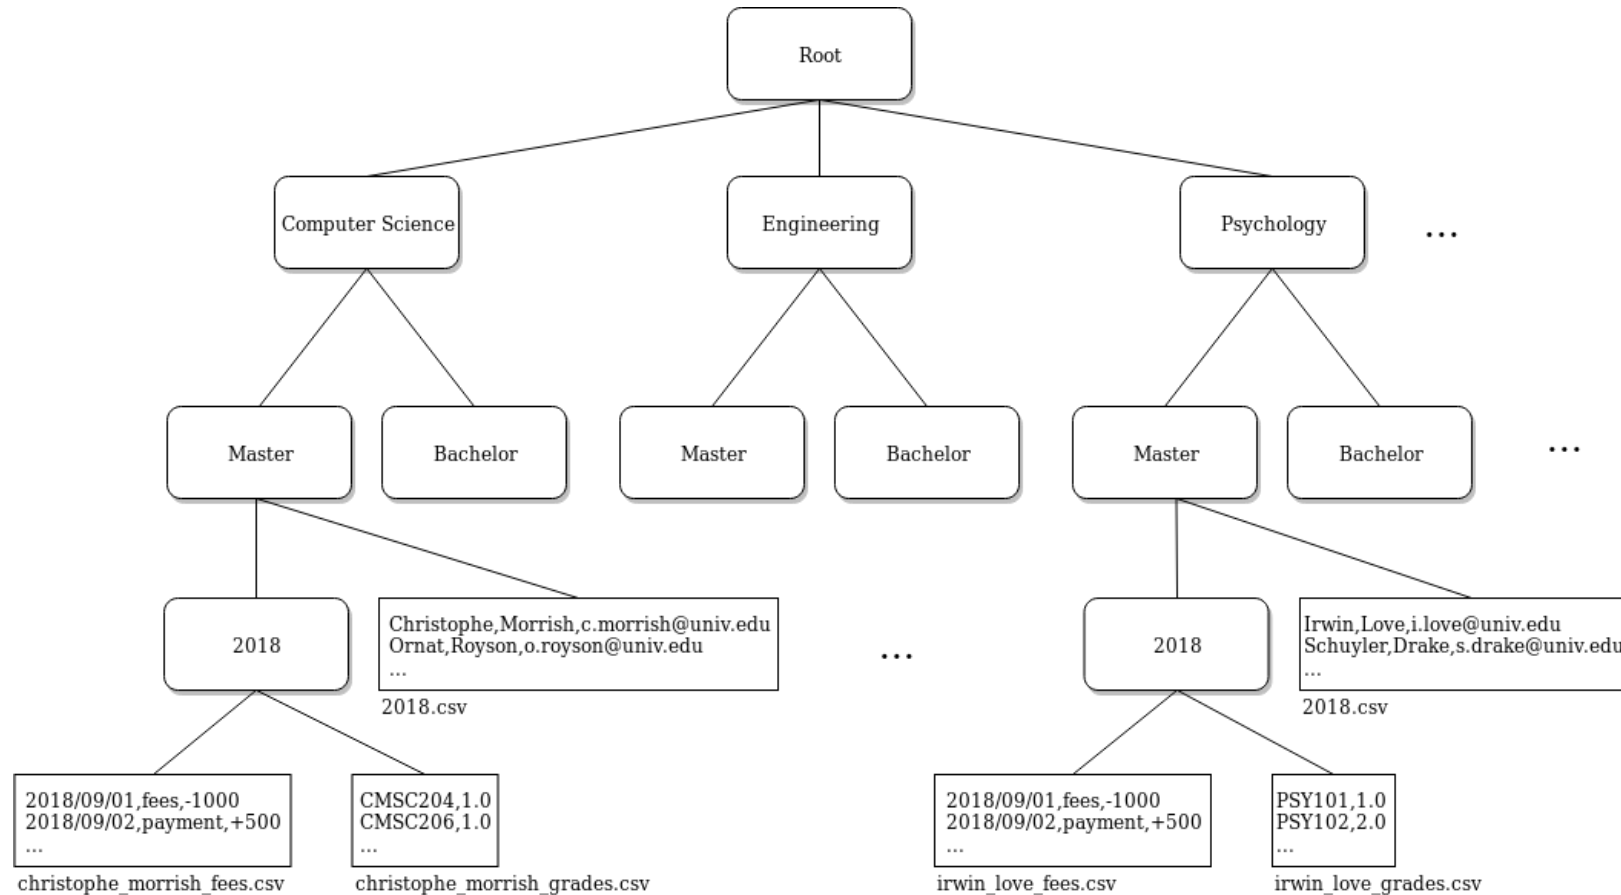 Root
Computer Science
Engineering
Psychology
...
Master
Bachelor
Master
Bachelor
Master
Bachelor
...
2018
Christophe,Morrish,c.morrish@univ.edu
Ornat,Royson,o.royson@univ.edu
...
2018.csv
...
2018
Irwin,Love,i.love@univ.edu
Schuyler,Drake,s.drake@univ.edu
...
2018.csv
2018/09/01,fees,-1000
2018/09/02,payment,+500
...
christophe_morrish_fees.csv
CMSC204,1.0
CMSC206,1.0
...
christophe_morrish_grades.csv
2018/09/01,fees,-1000
2018/09/02,payment,+500
...
irwin_love_fees.csv
PSY101,1.0
PSY102,2.0
...
irwin_love_grades.csv